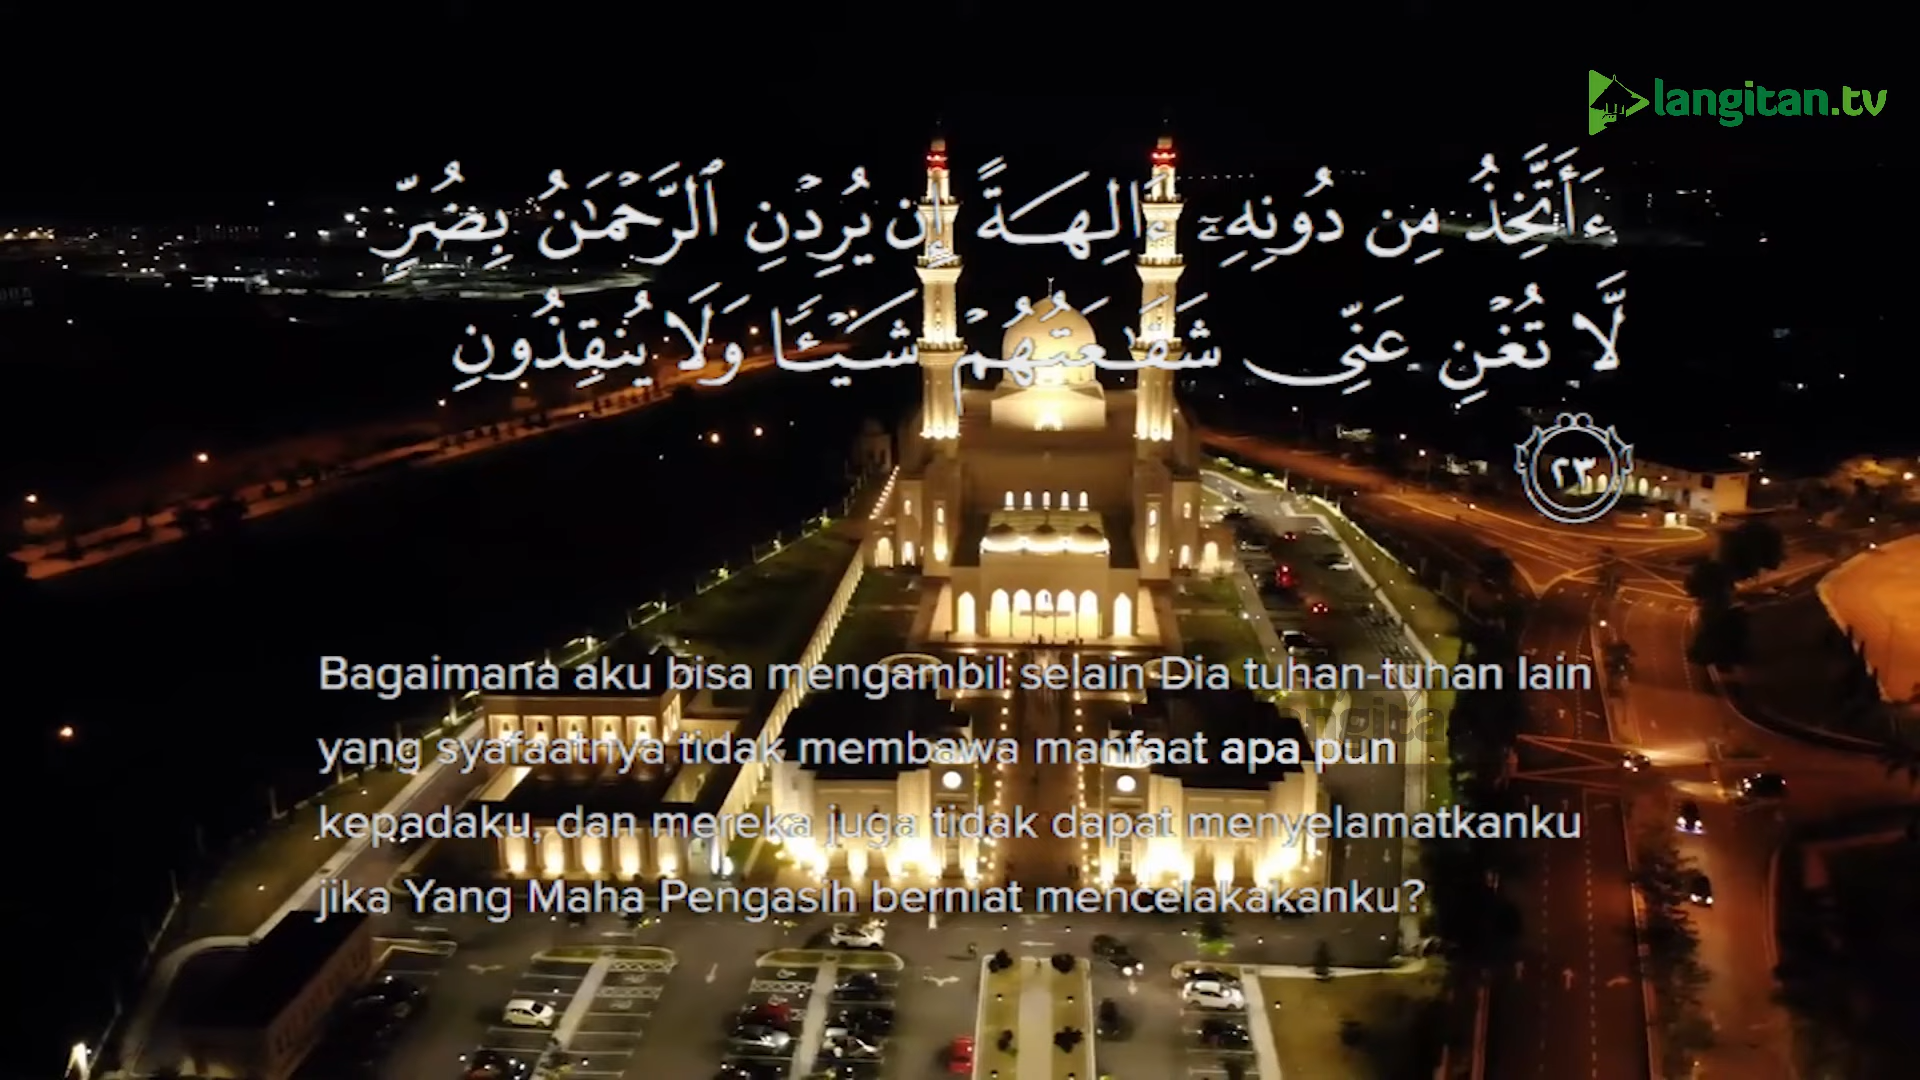 langitan.tv
ءَأَتَّخِذُ مِن دُونِهِۦٓ ءَالِهَةً إِن يُرِدْنِ ٱلرَّحْمَٰنُ بِضُرٍّ
لَّا تُغْنِ عَنِّى شَفَٰعَتُهُمْ شَيْـًٔا وَلَا يُنقِذُونِ
٢٣
Bagaimana aku bisa mengambil selain Dia tuhan-tuhan lain
yang syafaatnya tidak membawa manfaat apa pun
kepadaku, dan mereka juga tidak dapat menyelamatkanku
jika Yang Maha Pengasih berniat mencelakakanku?